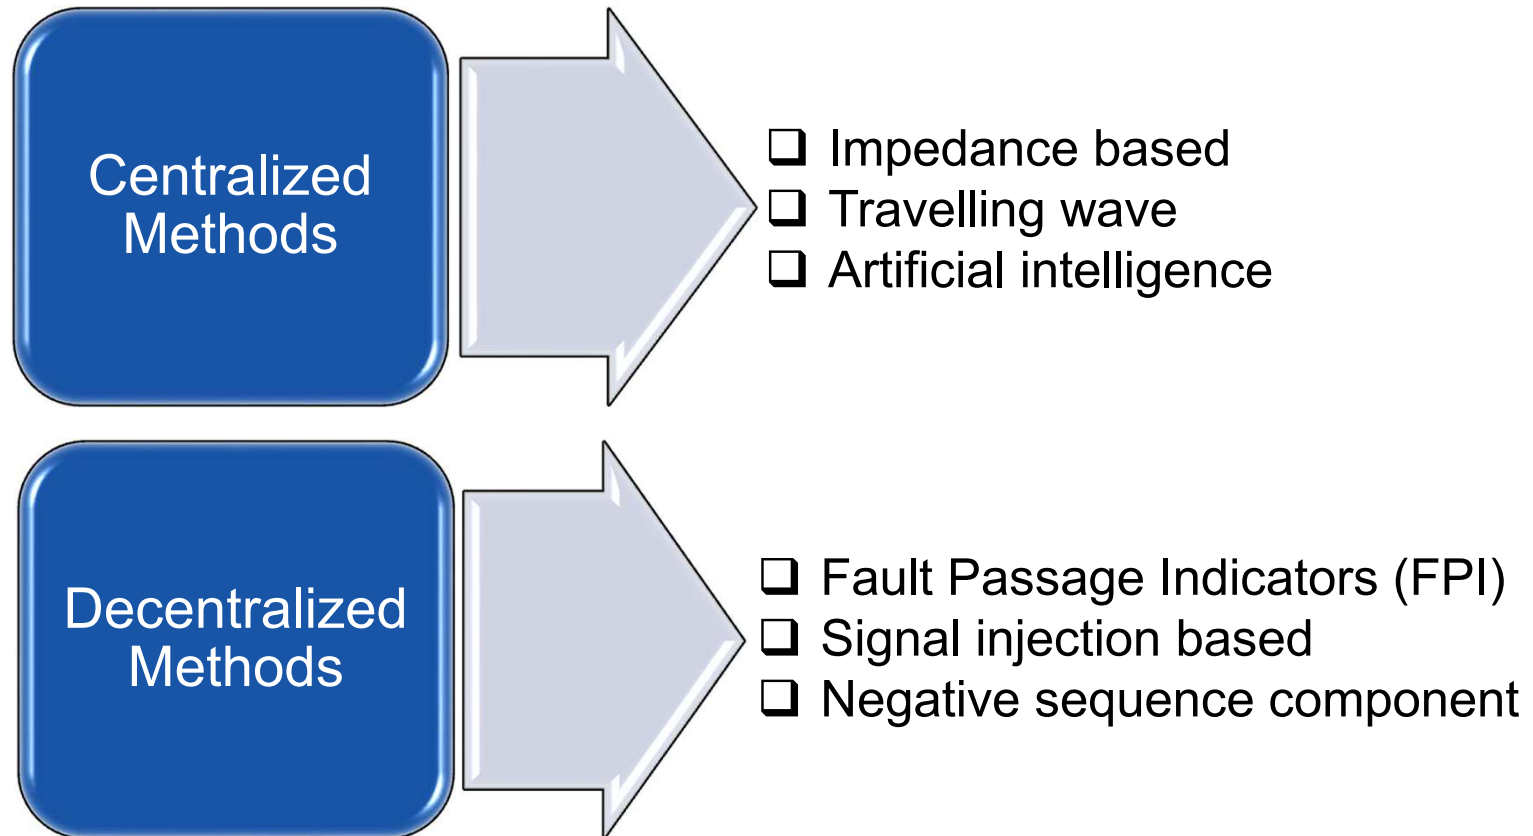 Centralized
Methods
❑ Impedance based
❑ Travelling wave
❑ Artificial intelligence
Decentralized
Methods
❑ Fault Passage Indicators (FPI)
❑ Signal injection based
❑ Negative sequence component